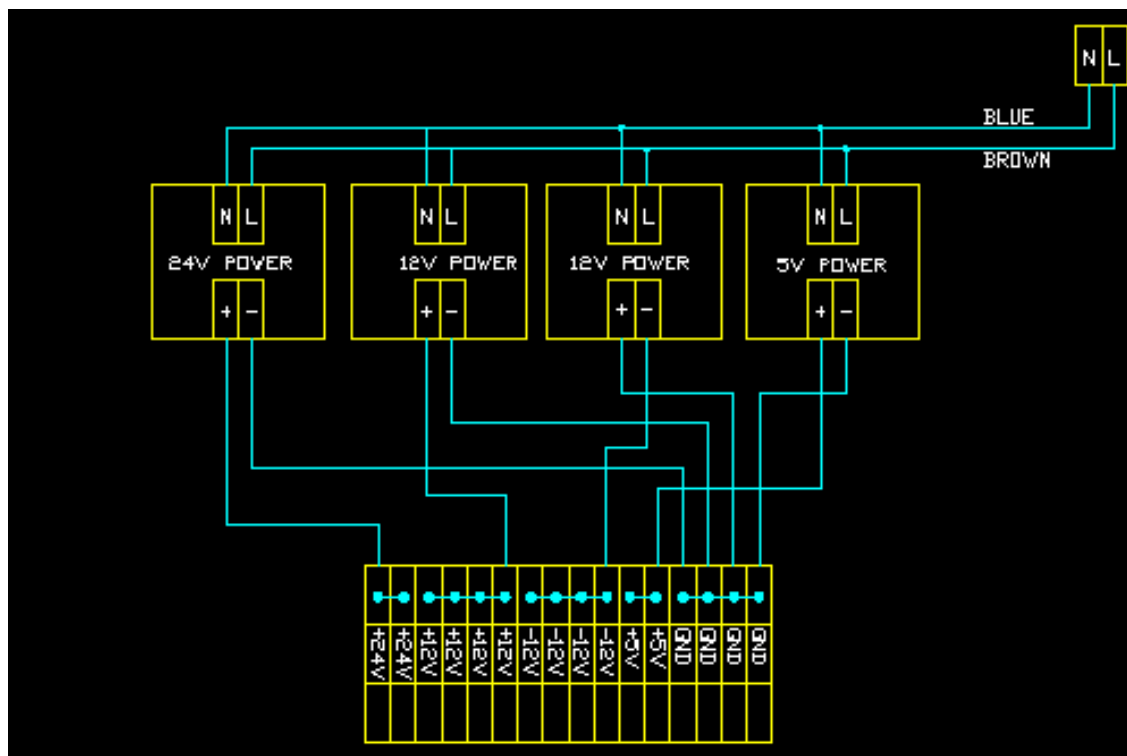 N L
BLUE
BROWN
N L N L N L N L
24V POWER 12V POWER 12V POWER 5V POWER
+ - + - + - + -
+24V +24V +12V +12V +12V +12V -12V -12V -12V -12V +5V +5V GND GND GND GND